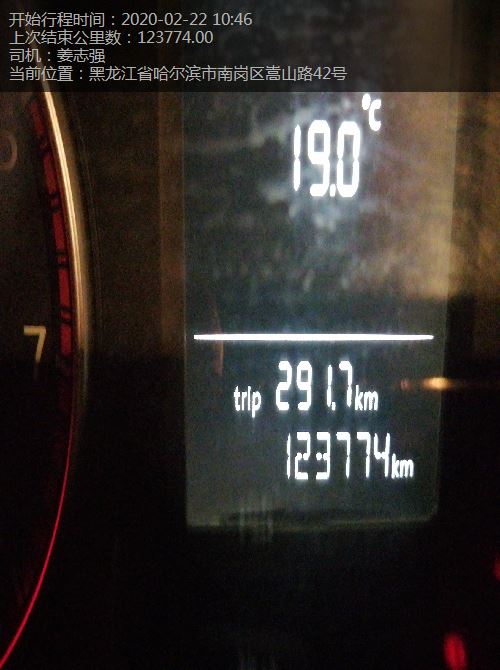 开始行程时间：2020-02-22 10:46
上次结束公里数：123774.00
司机：姜志强
当前位置：黑龙江省哈尔滨市南岗区嵩山路42号
19.0°C
7
trip 291.7km
123774km